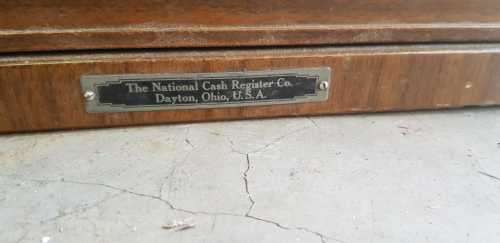 The National Cash Register Co.
Dayton, Ohio, U.S.A.